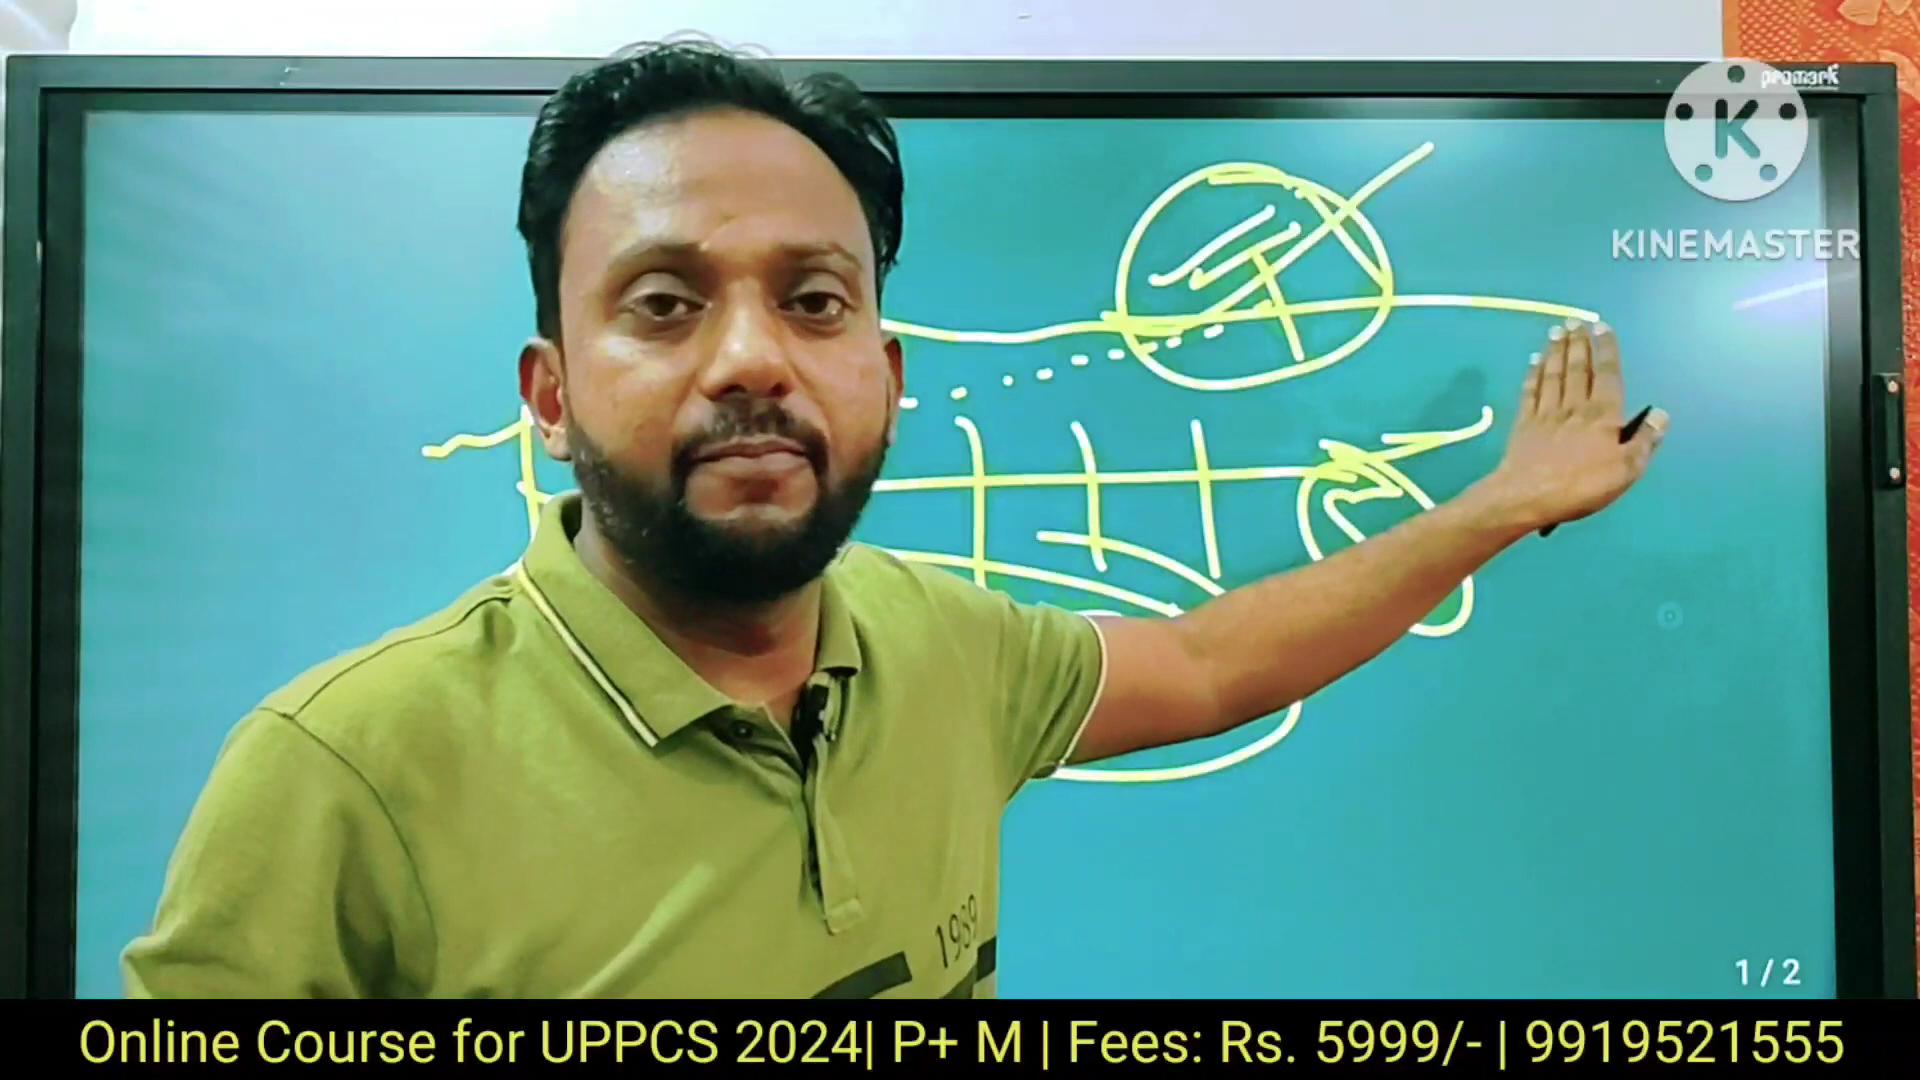 promark
K
KINEMASTER
1989
1 / 2
Online Course for UPPCS 2024| P+ M | Fees: Rs. 5999/- | 9919521555